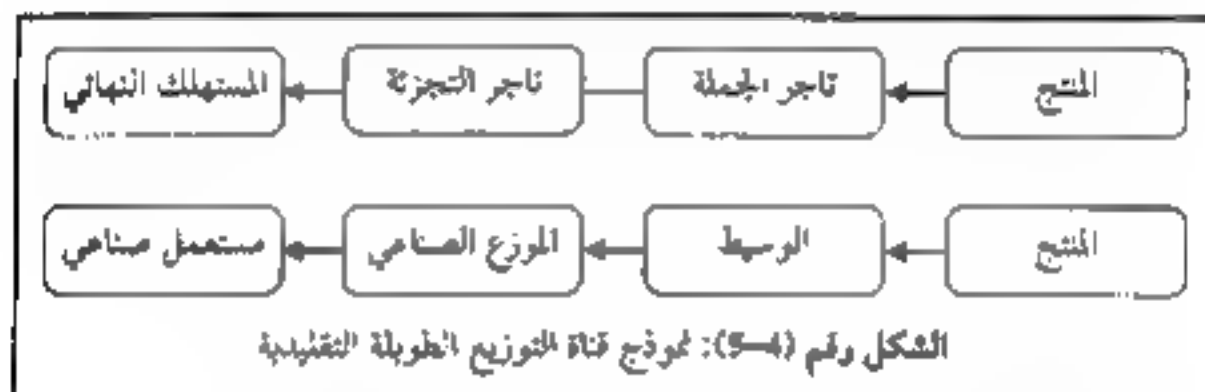 المنتج تاجر الجملة تاجر التجزئة المستهلك النهائي
المنتج الوسيط الموزع الصناعي مستعمل صناعي
الشكل رقم (4-5): نموذج قناة التوزيع الطويلة التقليدية